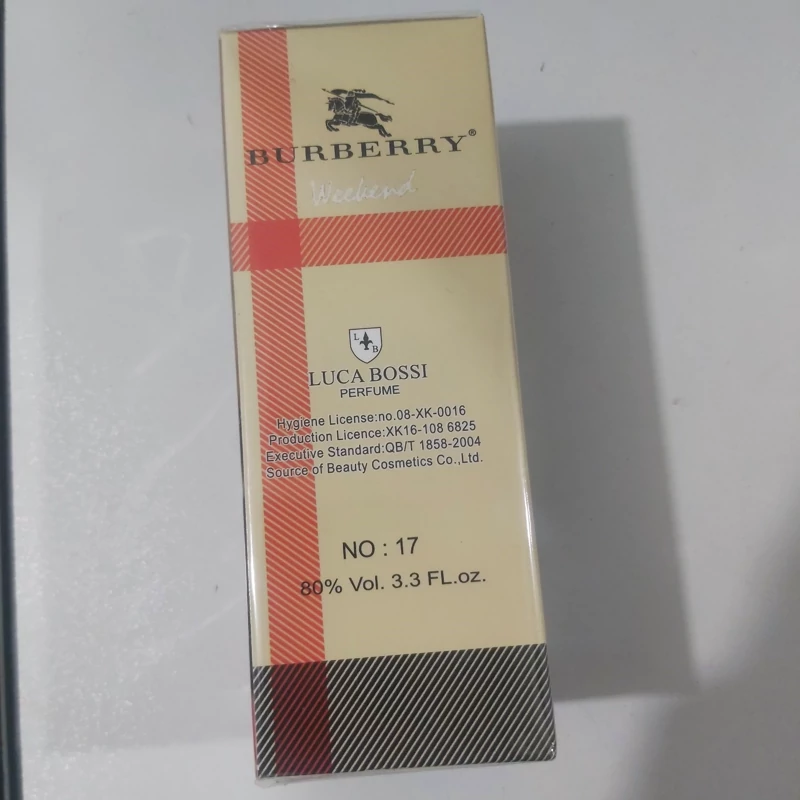 BURBERRY®
Weekend
L B
LUCA BOSSI
PERFUME
Hygiene License:no.08-XK-0016
Production Licence:XK16-108 6825
Executive Standard:QB/T 1858-2004
Source of Beauty Cosmetics Co.,Ltd.
NO : 17
80% Vol. 3.3 FL.oz.